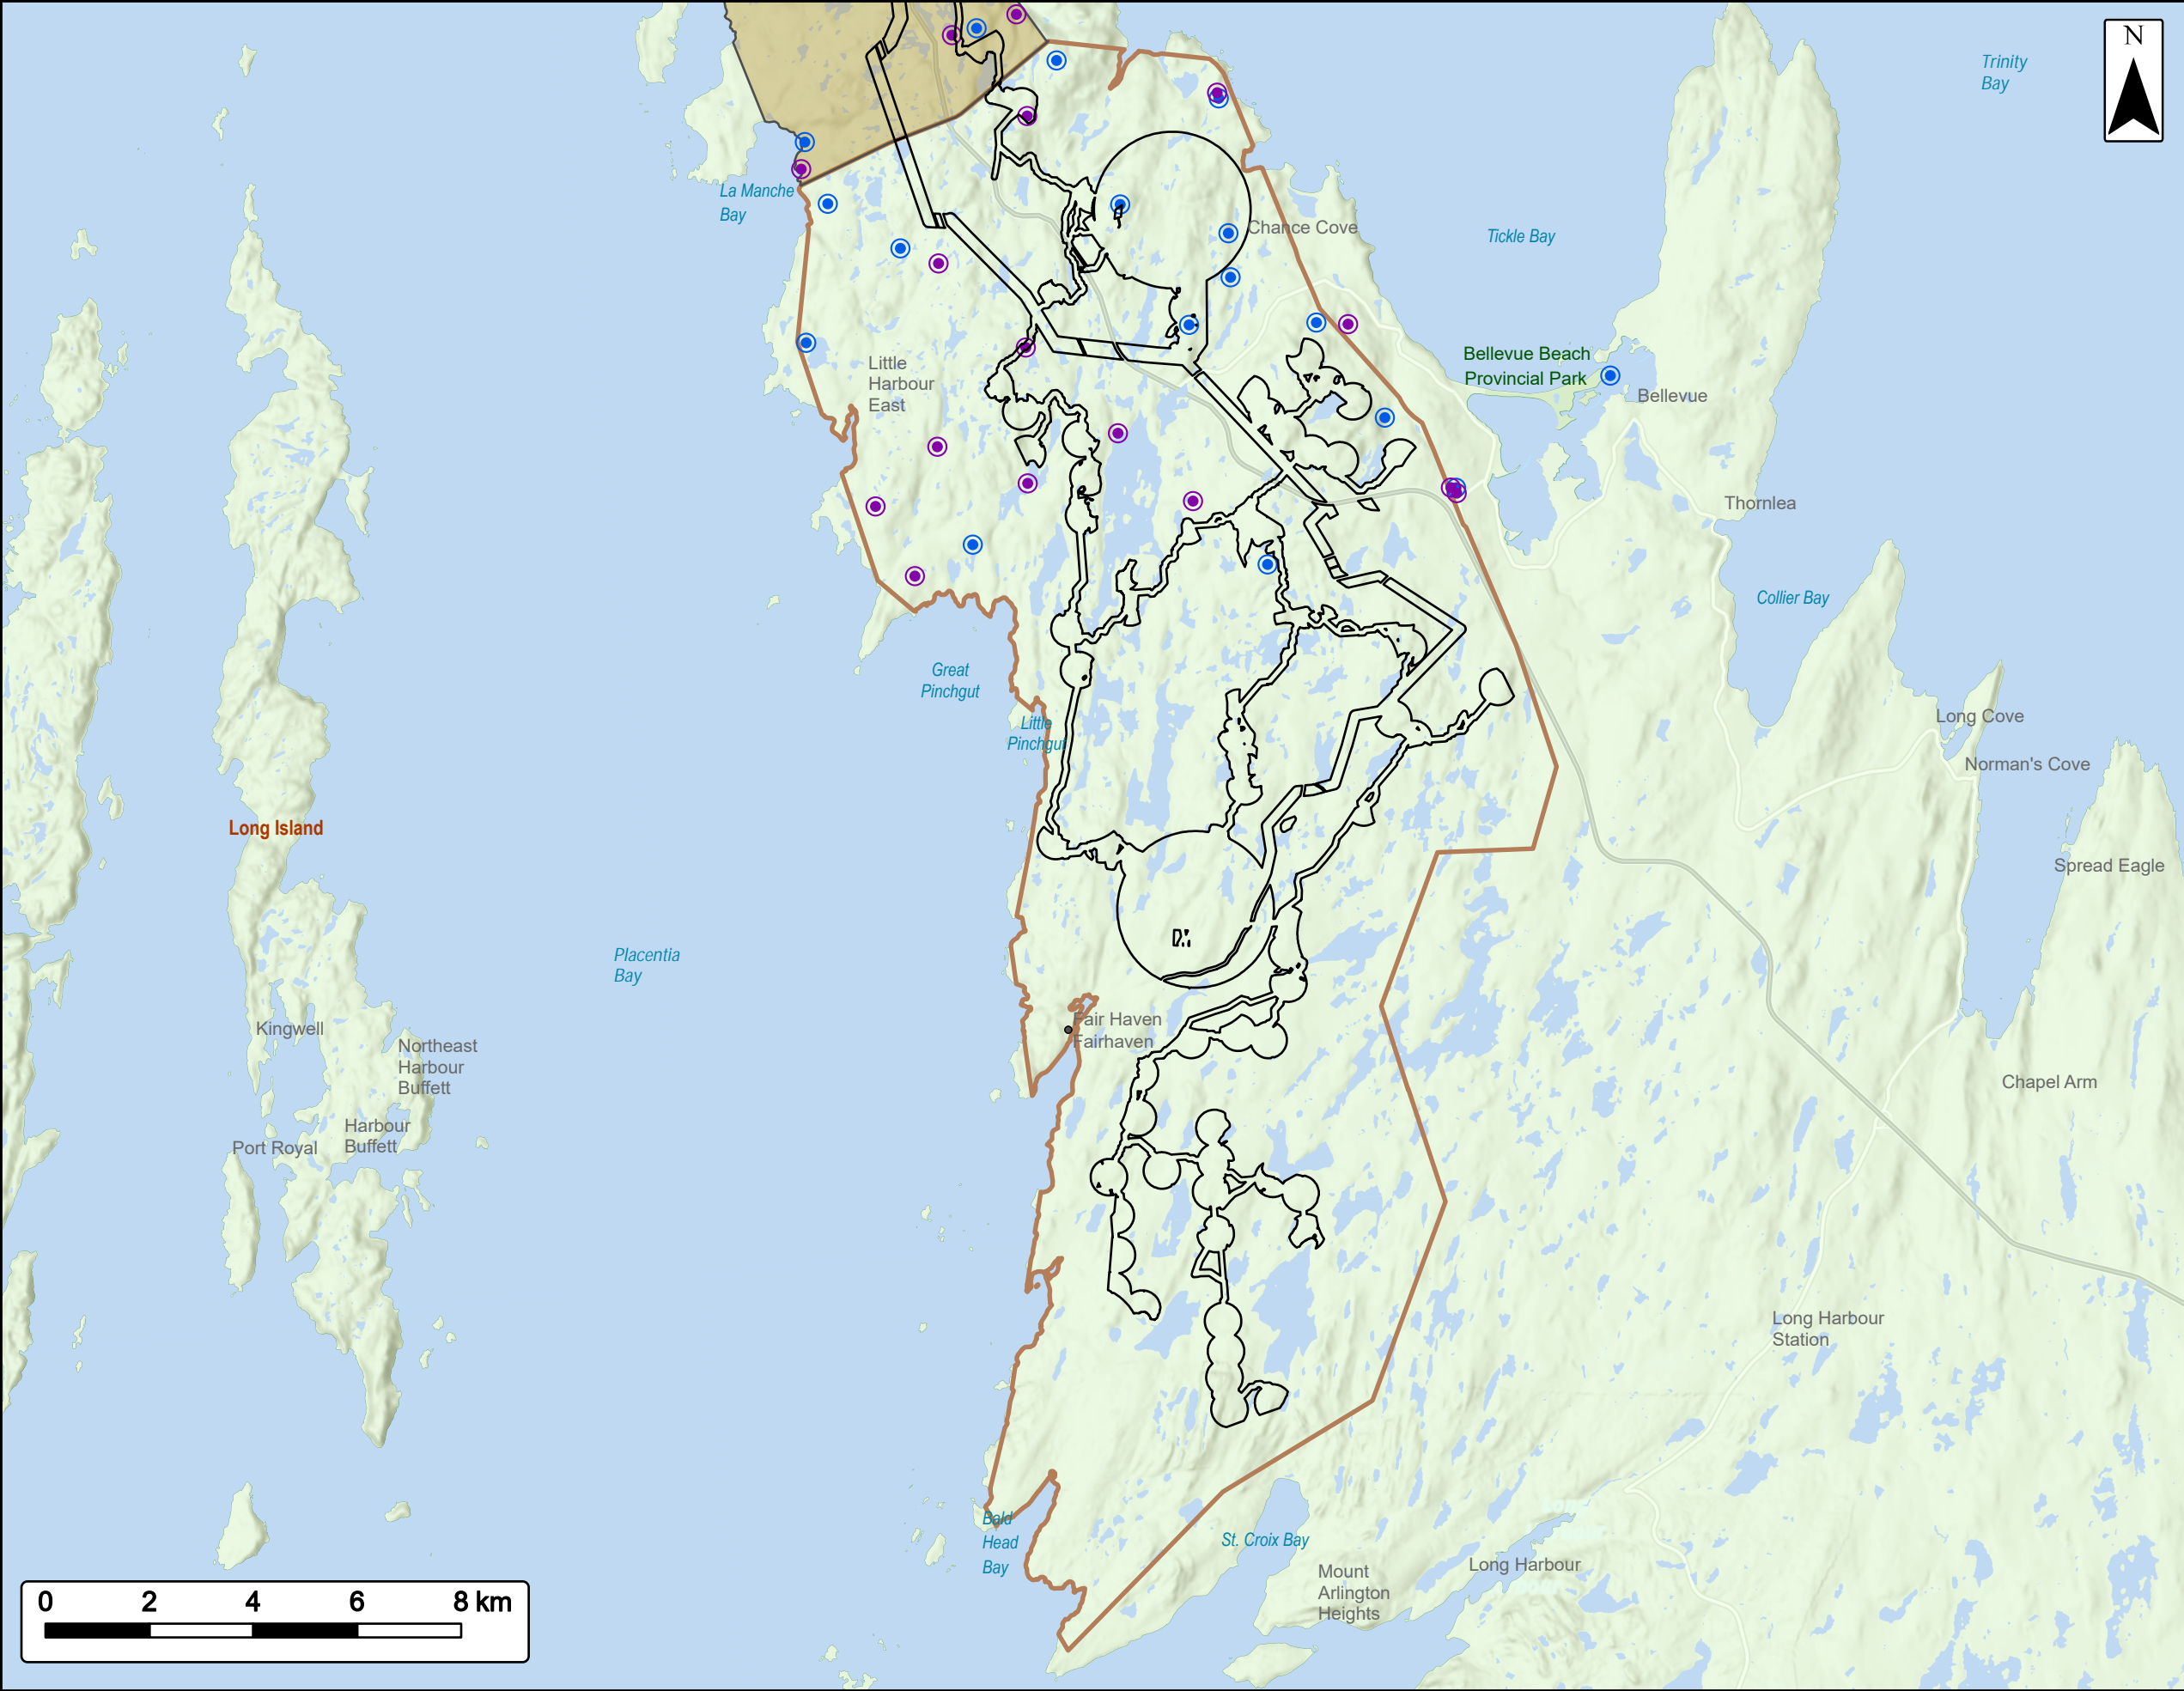 N
Trinity
Bay
La Manche
Bay
Chance Cove
Tickle Bay
Little
Harbour
East
Bellevue Beach
Provincial Park
Bellevue
Thornlea
Collier Bay
Great
Pinchgut
Little
Pinchgut
Long Cove
Norman's Cove
Long Island
Spread Eagle
Placentia
Bay
Kingwell
Fair Haven
Fairhaven
Northeast
Harbour
Buffett
Chapel Arm
Harbour
Buffett
Port Royal
Long Harbour
Station
Bald
Head
Bay
St. Croix Bay
Mount
Arlington
Heights
Long Harbour
0 2 4 6 8 km